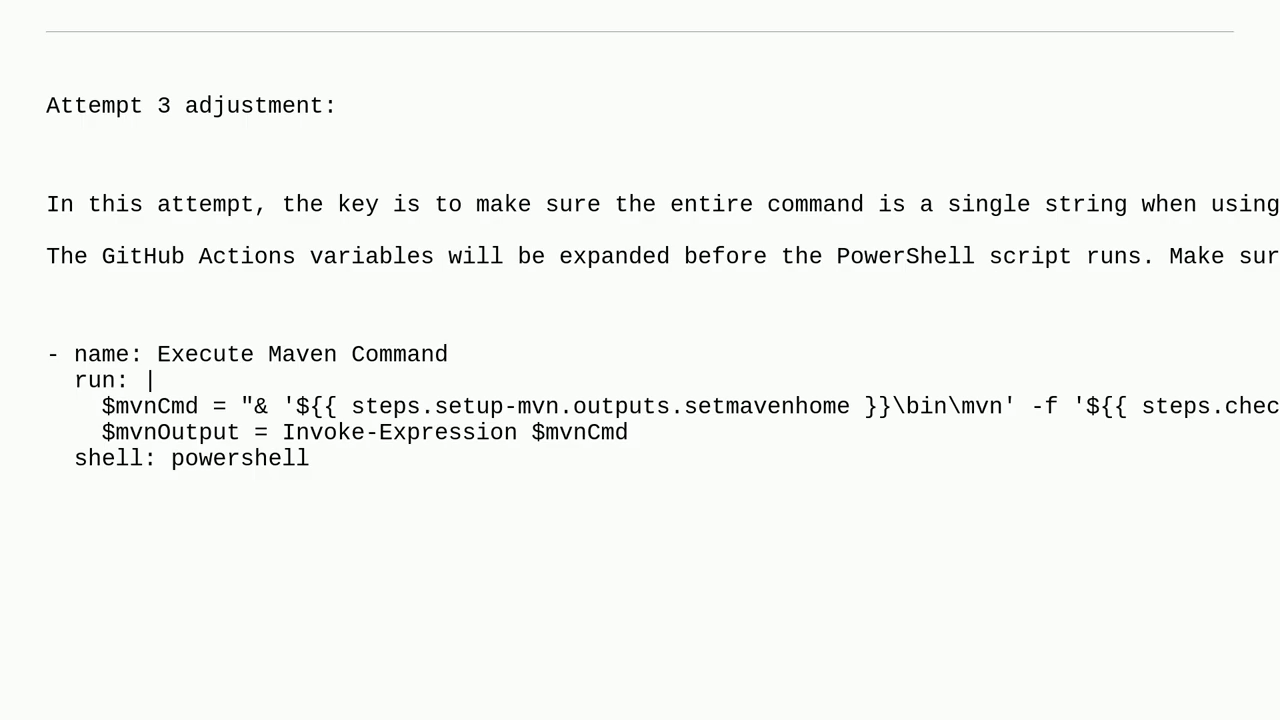 Attempt 3 adjustment:
In this attempt, the key is to make sure the entire command is a single string when using
The GitHub Actions variables will be expanded before the PowerShell script runs. Make sur
- name: Execute Maven Command
  run: |
    $mvnCmd = "& '${{ steps.setup-mvn.outputs.setmavenhome }}\bin\mvn' -f '${{ steps.chec
    $mvnOutput = Invoke-Expression $mvnCmd
  shell: powershell